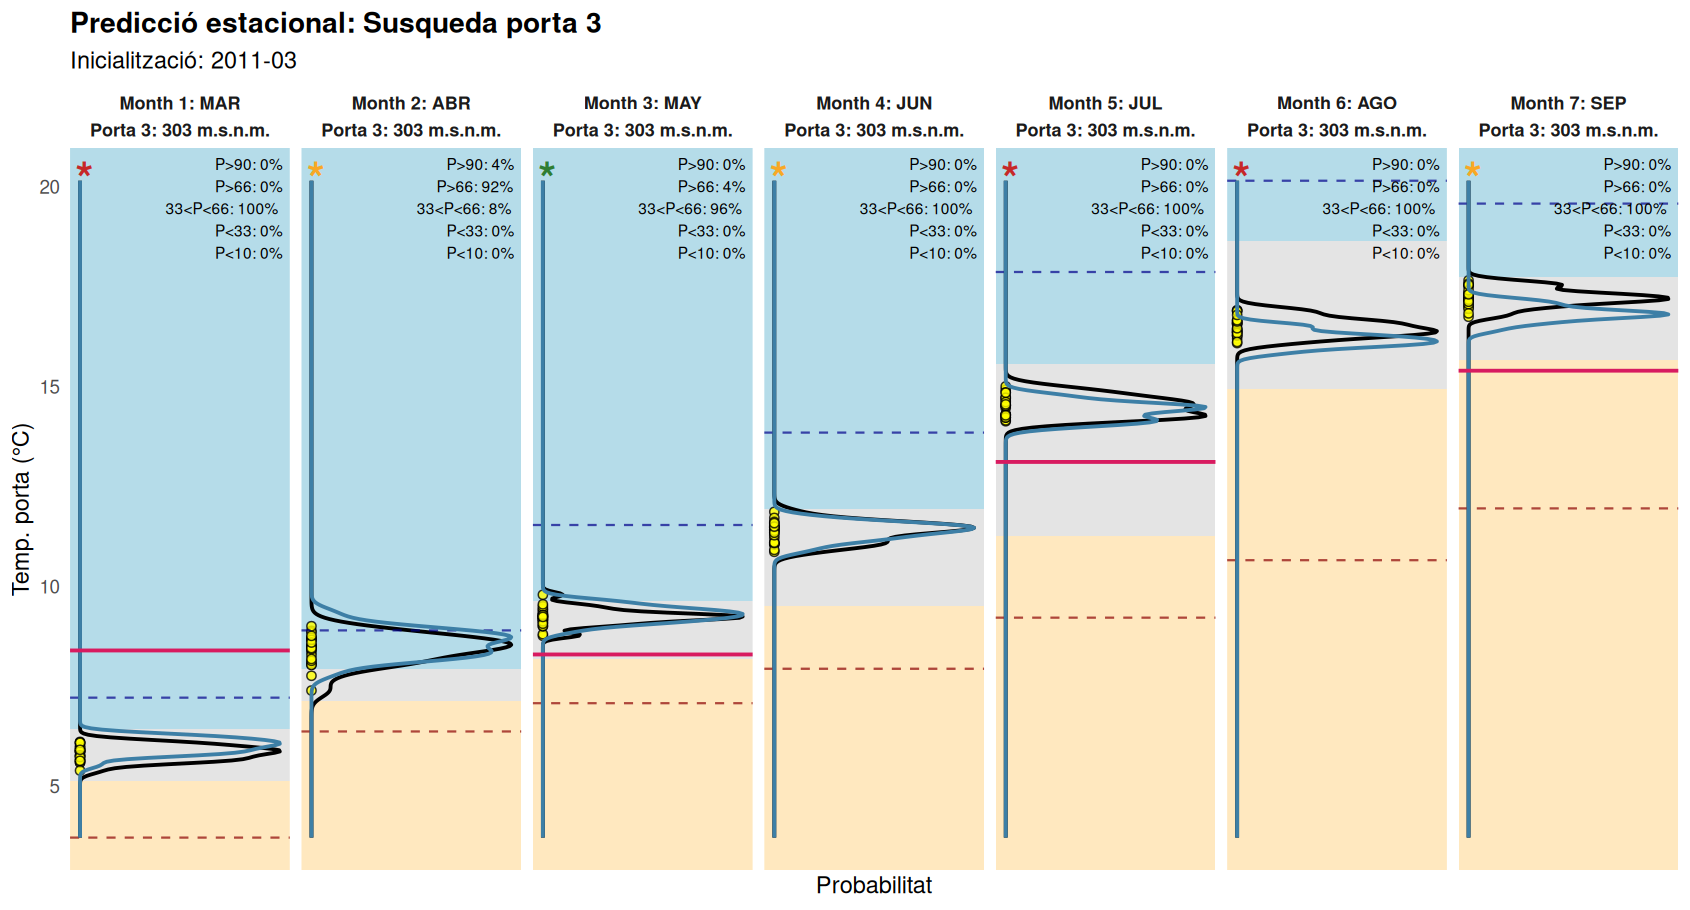 Predicció estacional: Susqueda porta 3
Inicialització: 2011-03
Month 1: MAR
Porta 3: 303 m.s.n.m.
Month 2: ABR
Porta 3: 303 m.s.n.m.
Month 3: MAY
Porta 3: 303 m.s.n.m.
Month 4: JUN
Porta 3: 303 m.s.n.m.
Month 5: JUL
Porta 3: 303 m.s.n.m.
Month 6: AGO
Porta 3: 303 m.s.n.m.
Month 7: SEP
Porta 3: 303 m.s.n.m.
*
P>90: 0%
P>66: 0%
33<P<66: 100%
P<33: 0%
P<10: 0%
*
P>90: 4%
P>66: 92%
33<P<66: 8%
P<33: 0%
P<10: 0%
*
P>90: 0%
P>66: 4%
33<P<66: 96%
P<33: 0%
P<10: 0%
*
P>90: 0%
P>66: 0%
33<P<66: 100%
P<33: 0%
P<10: 0%
*
P>90: 0%
P>66: 0%
33<P<66: 100%
P<33: 0%
P<10: 0%
*
P>90: 0%
P>66: 0%
33<P<66: 100%
P<33: 0%
P<10: 0%
*
P>90: 0%
P>66: 0%
33<P<66: 100%
P<33: 0%
P<10: 0%
20
15
10
5
Temp. porta (°C)
Probabilitat